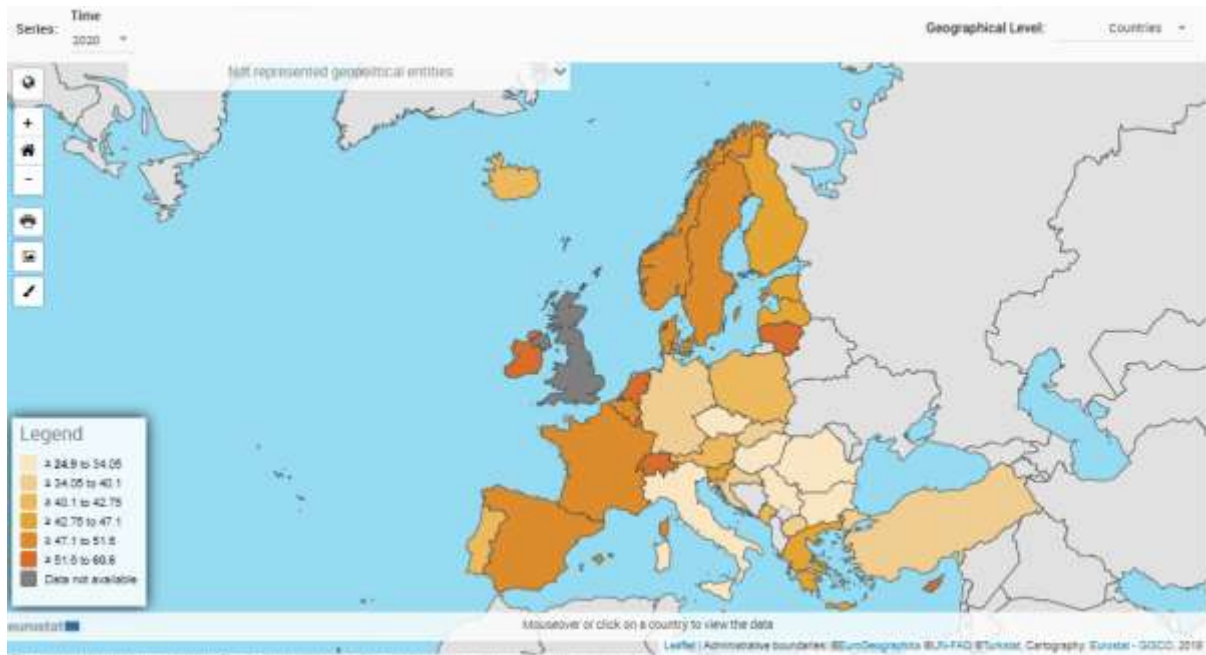 Series:
Time
2020
Geographical Level:
Countries
Not represented geopolitical entities
+
-
Legend
≥ 24.9 to 34.05
≥ 34.05 to 40.1
≥ 40.1 to 42.75
≥ 42.75 to 47.1
≥ 47.1 to 51.6
≥ 51.6 to 60.6
Data not available
eurostat
Mouseover or click on a country to view the data
Leaflet | Administrative boundaries: ©EuroGeographics ©UN-FAO ©Turkstat, Cartography: Eurostat - GISCO, 2018